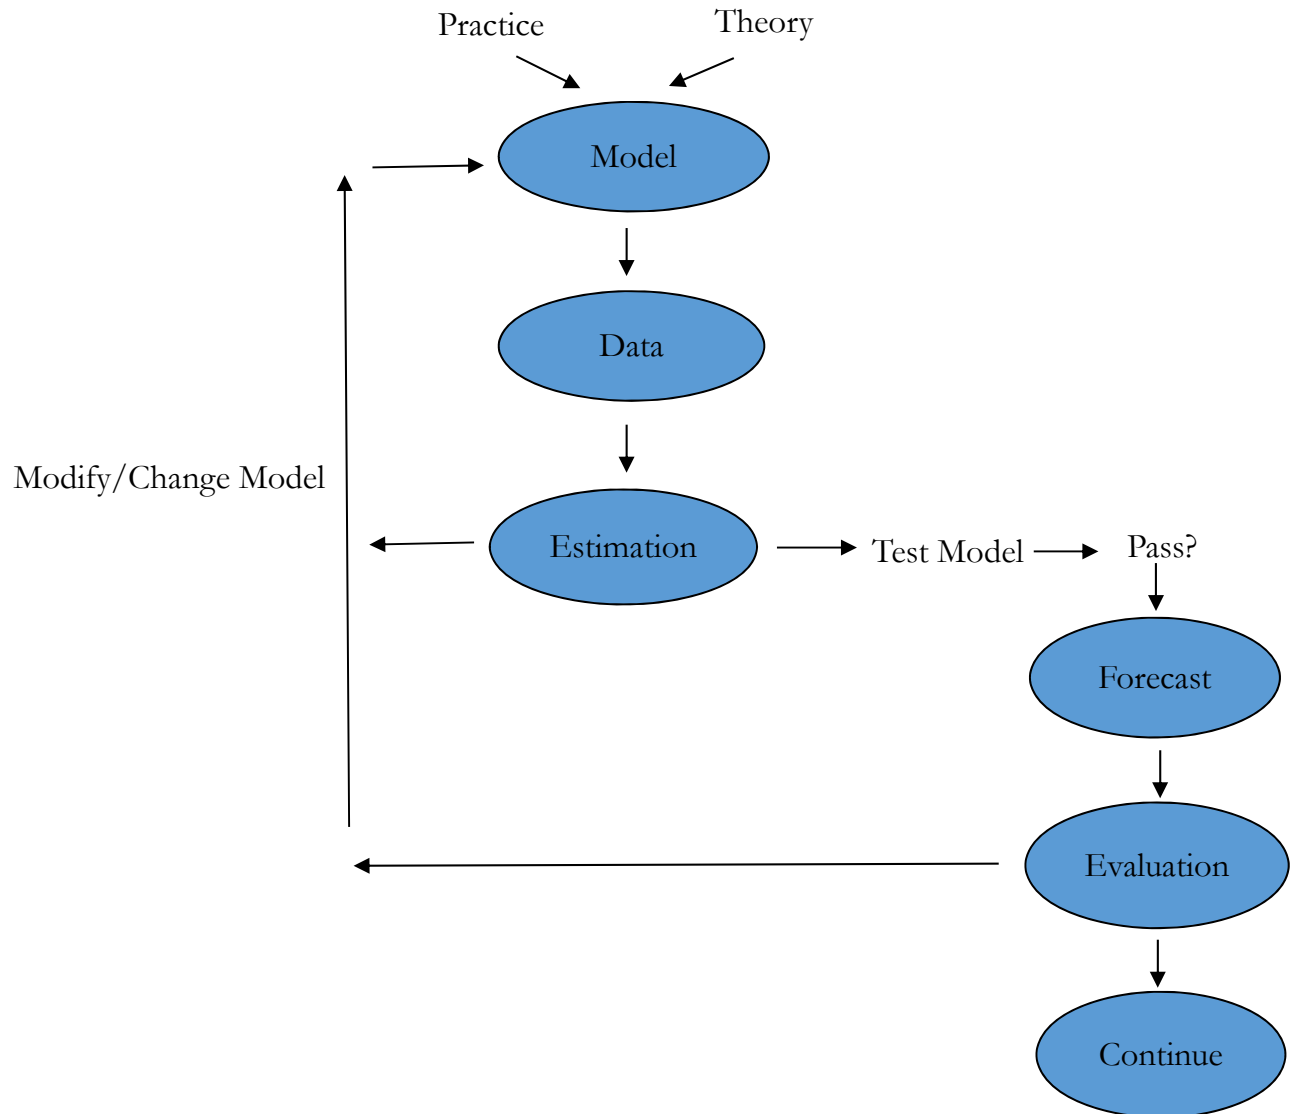 Practice
Theory
Model
Data
Modify/Change Model
Estimation
Test Model
Pass?
Forecast
Evaluation
Continue